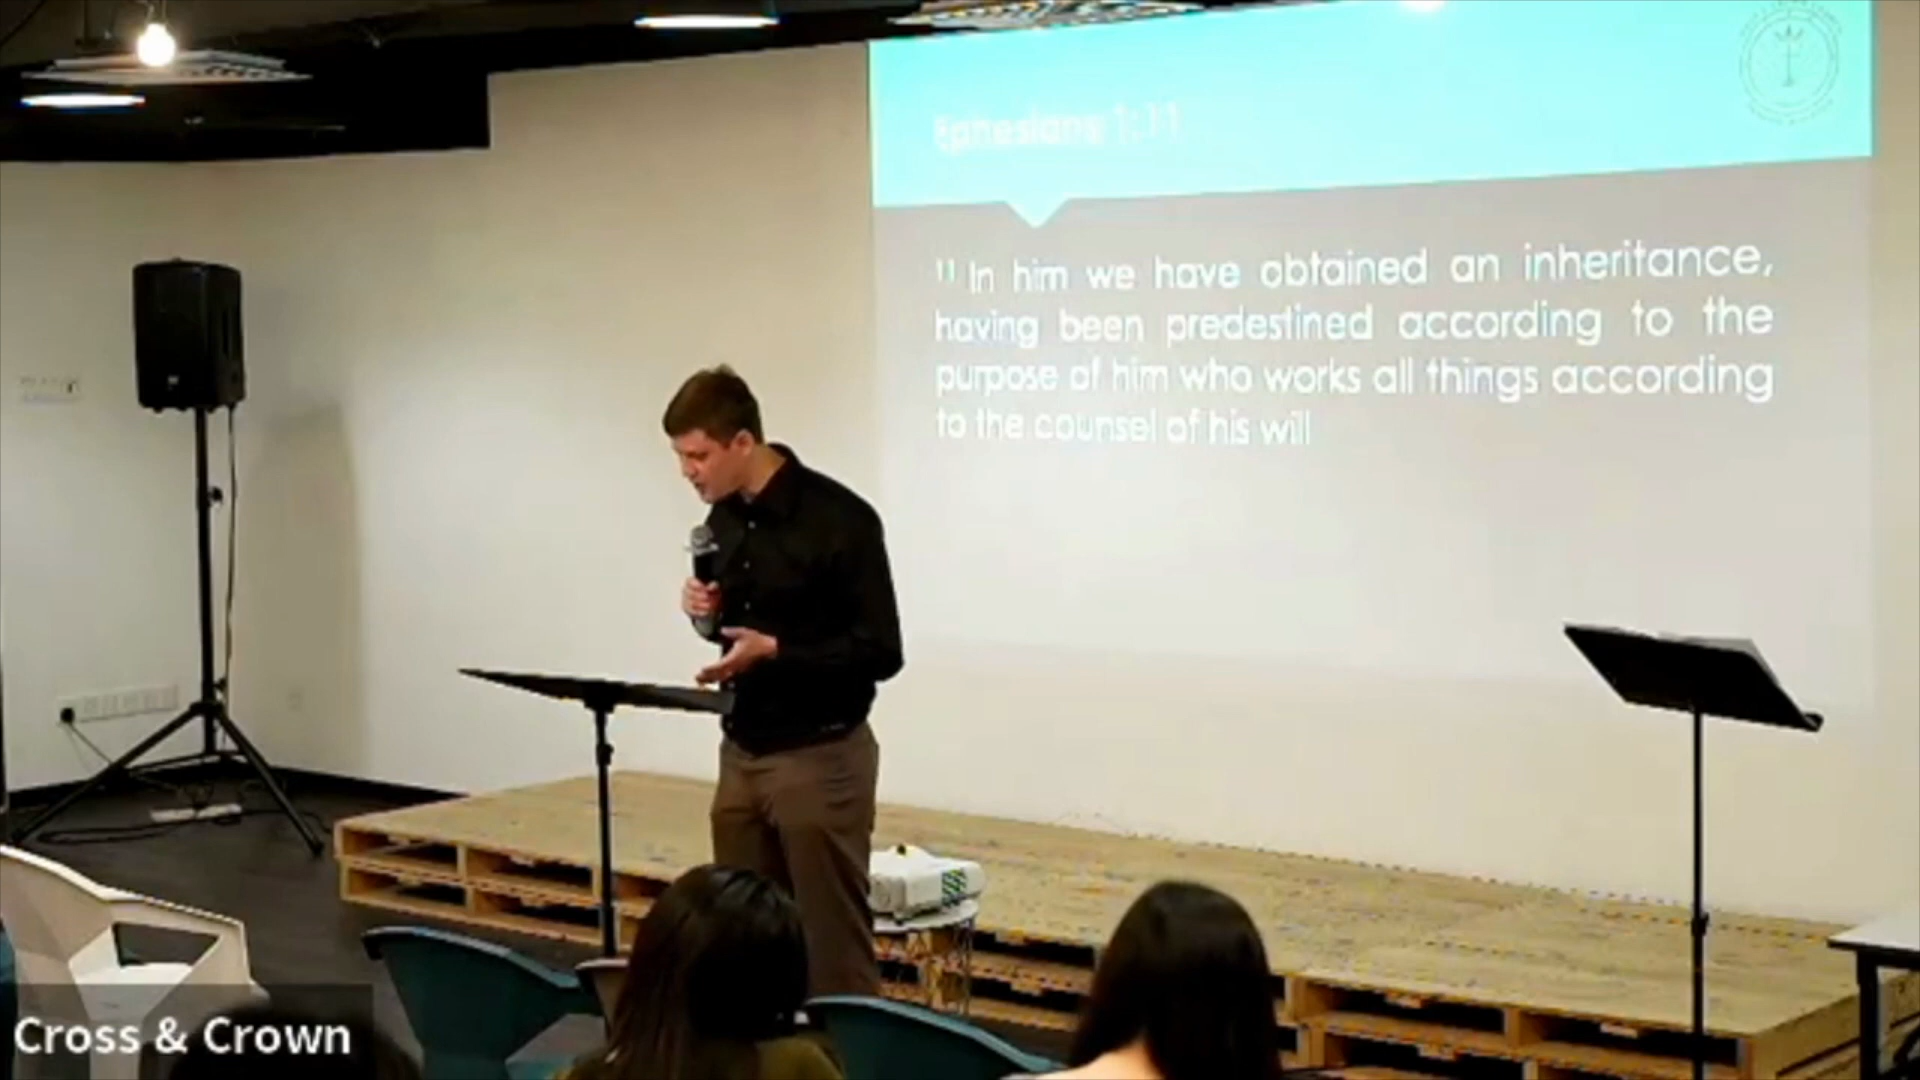 Ephesians 1:11
11 In him we have obtained an inheritance,
having been predestined according to the
purpose of him who works all things according
to the counsel of his will
Cross & Crown